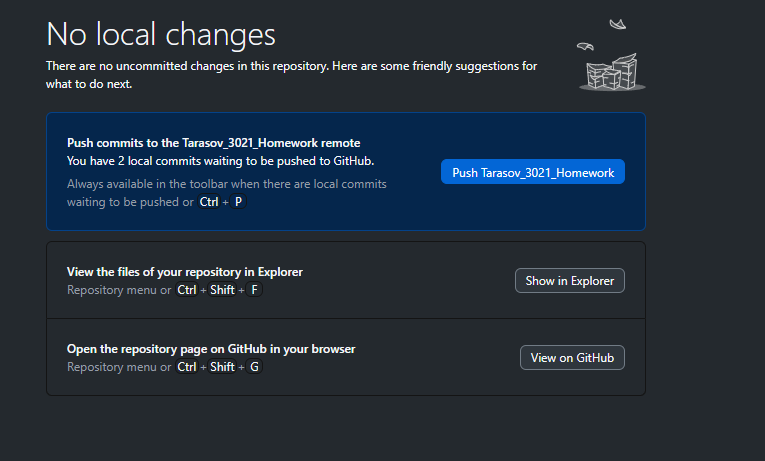 No local changes
There are no uncommitted changes in this repository. Here are some friendly suggestions for
what to do next.
Push commits to the Tarasov_3021_Homework remote
You have 2 local commits waiting to be pushed to GitHub.
Always available in the toolbar when there are local commits
waiting to be pushed or Ctrl + P
Push Tarasov_3021_Homework
View the files of your repository in Explorer
Repository menu or Ctrl + Shift + F
Show in Explorer
Open the repository page on GitHub in your browser
Repository menu or Ctrl + Shift + G
View on GitHub